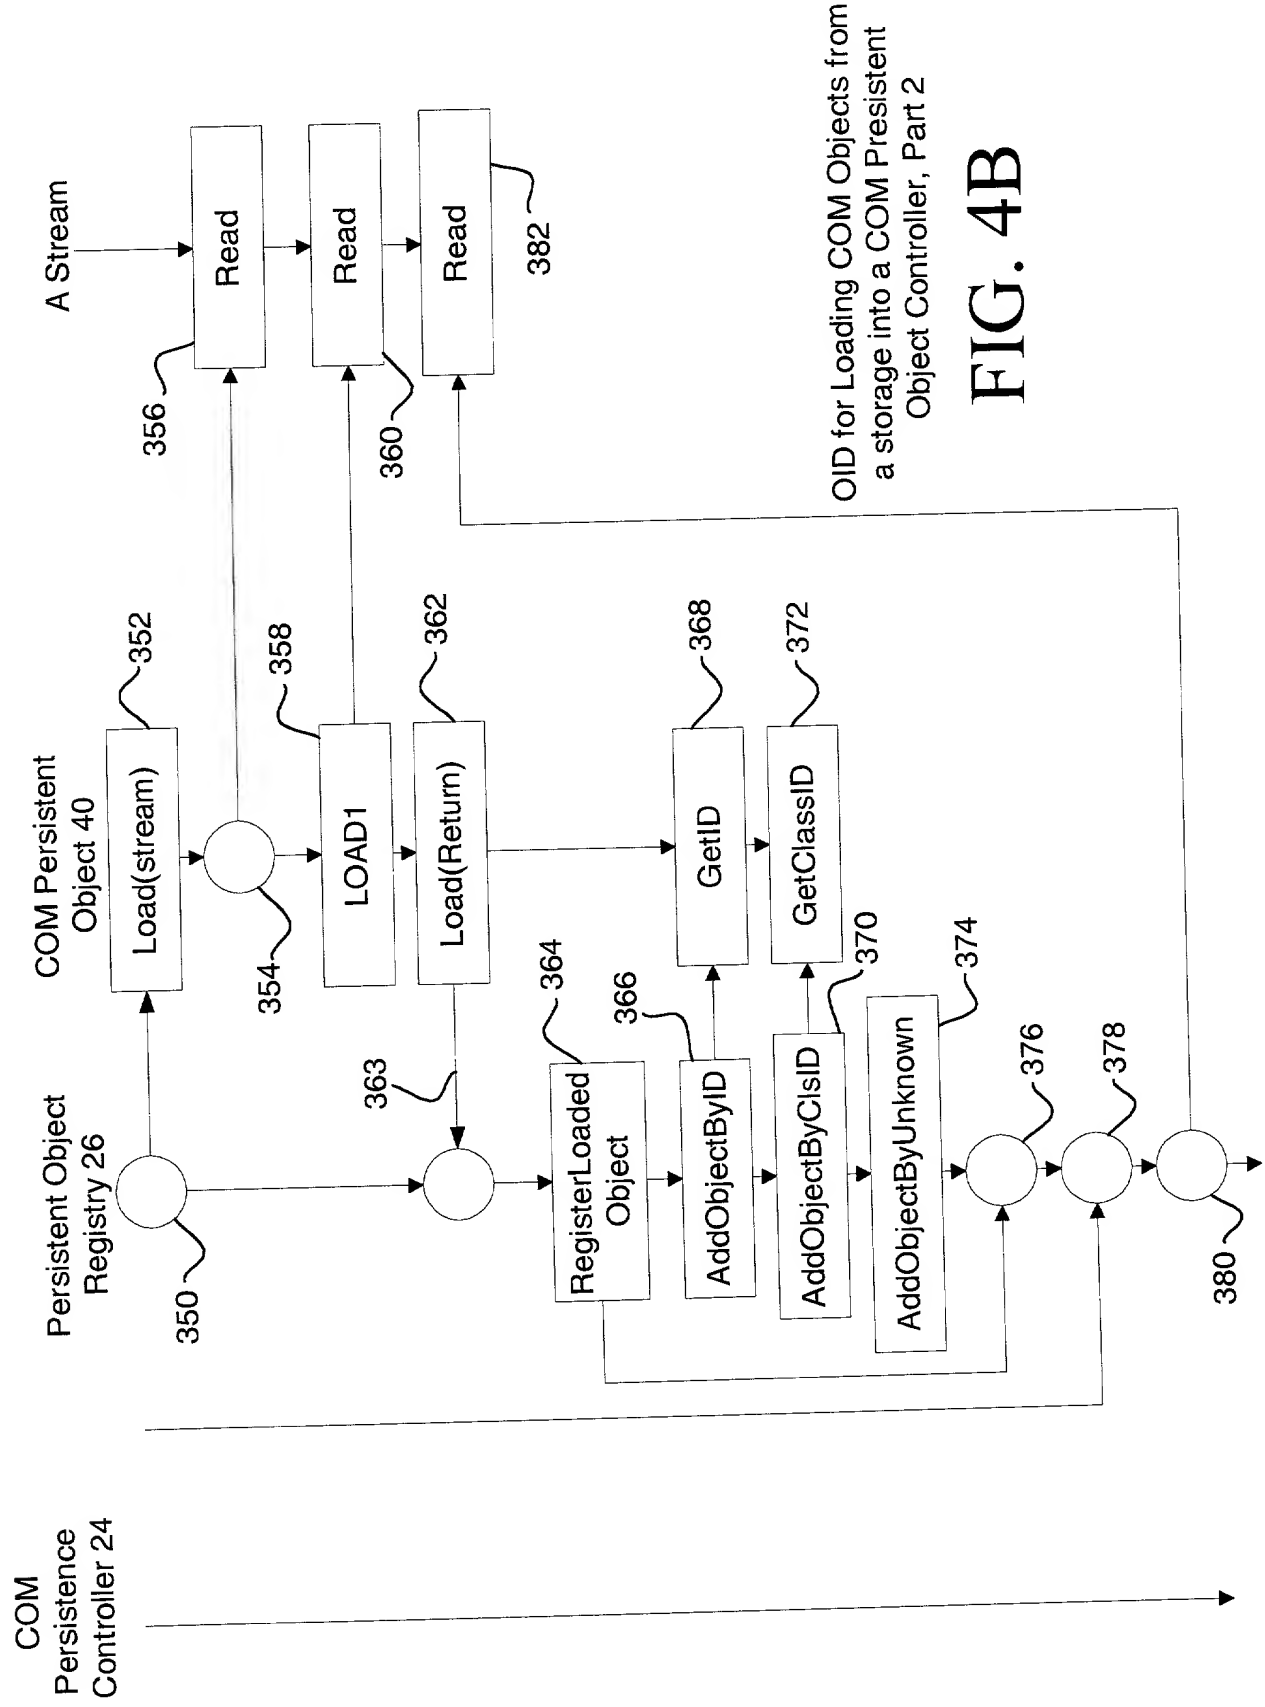 COM
Persistence
Controller 24
Persistent Object
Registry 26
COM Persistent
Object 40
A Stream
350
Load(stream)
352
354
Read
356
LOAD1
358
Read
360
Load(Return)
362
363
Read
382
RegisterLoaded
Object
364
AddObjectByID
366
GetID
368
AddObjectByClsID
370
GetClassID
372
AddObjectByUnknown
374
376
378
380
OID for Loading COM Objects from
a storage into a COM Presistent
Object Controller, Part 2
FIG. 4B